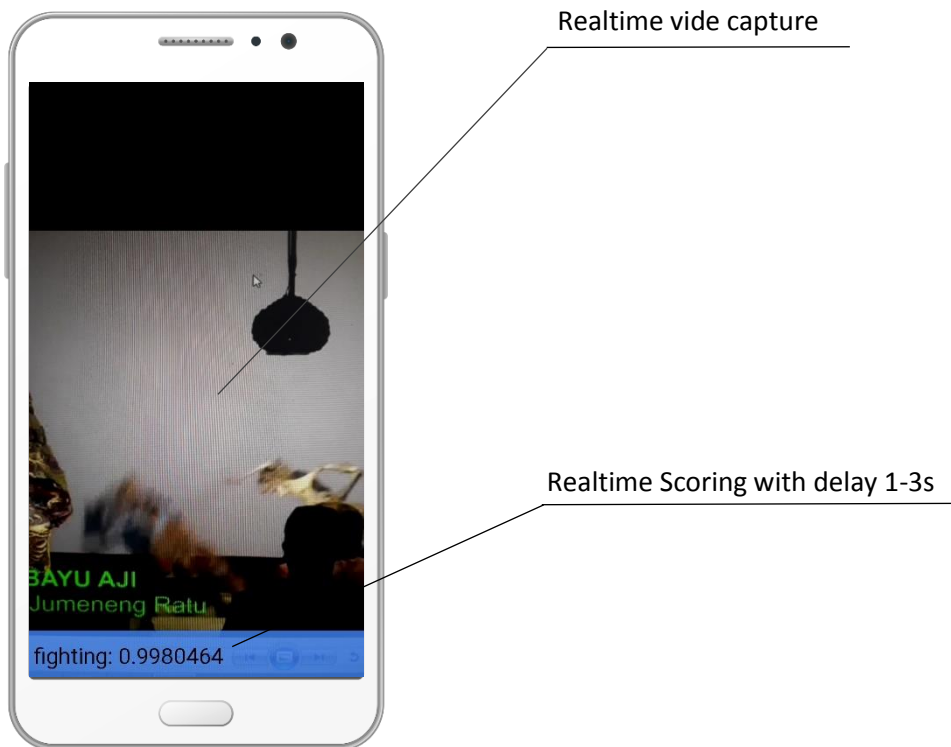 Realtime vide capture
Realtime Scoring with delay 1-3s
BAYU AJI
Jumeneng Ratu
fighting: 0.9980464